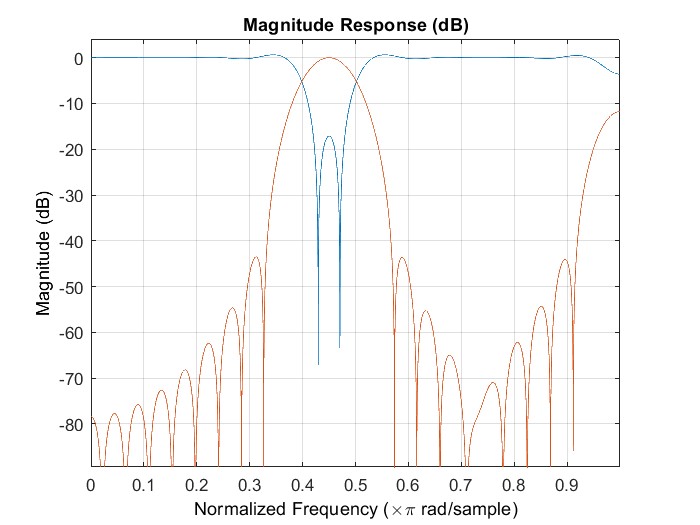 Magnitude Response (dB)
Magnitude (dB)
0
-10
-20
-30
-40
-50
-60
-70
-80
0 0.1 0.2 0.3 0.4 0.5 0.6 0.7 0.8 0.9
Normalized Frequency (×π rad/sample)